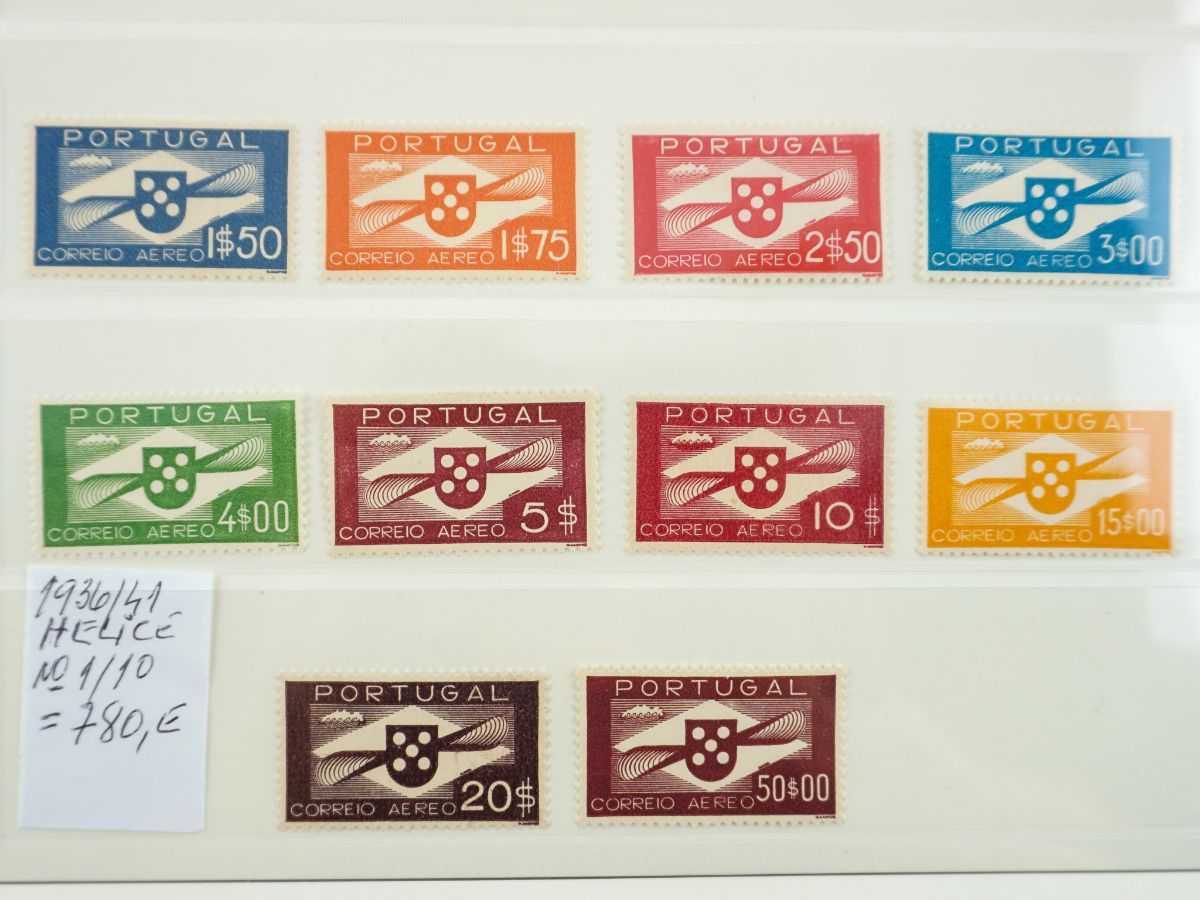 PORTUGAL
CORREIO AEREO 1$50
PORTUGAL
CORREIO AEREO 1$75
PORTUGAL
CORREIO AEREO 2$50
PORTUGAL
CORREIO AEREO 3$00
PORTUGAL
CORREIO AEREO 4$00
PORTUGAL
CORREIO AEREO 5$
PORTUGAL
CORREIO AEREO 10$
PORTUGAL
CORREIO AEREO 15$00
1936/41
HELICE
No 1/10
= 780,E
PORTUGAL
CORREIO AEREO 20$
PORTUGAL
CORREIO AEREO 50$00